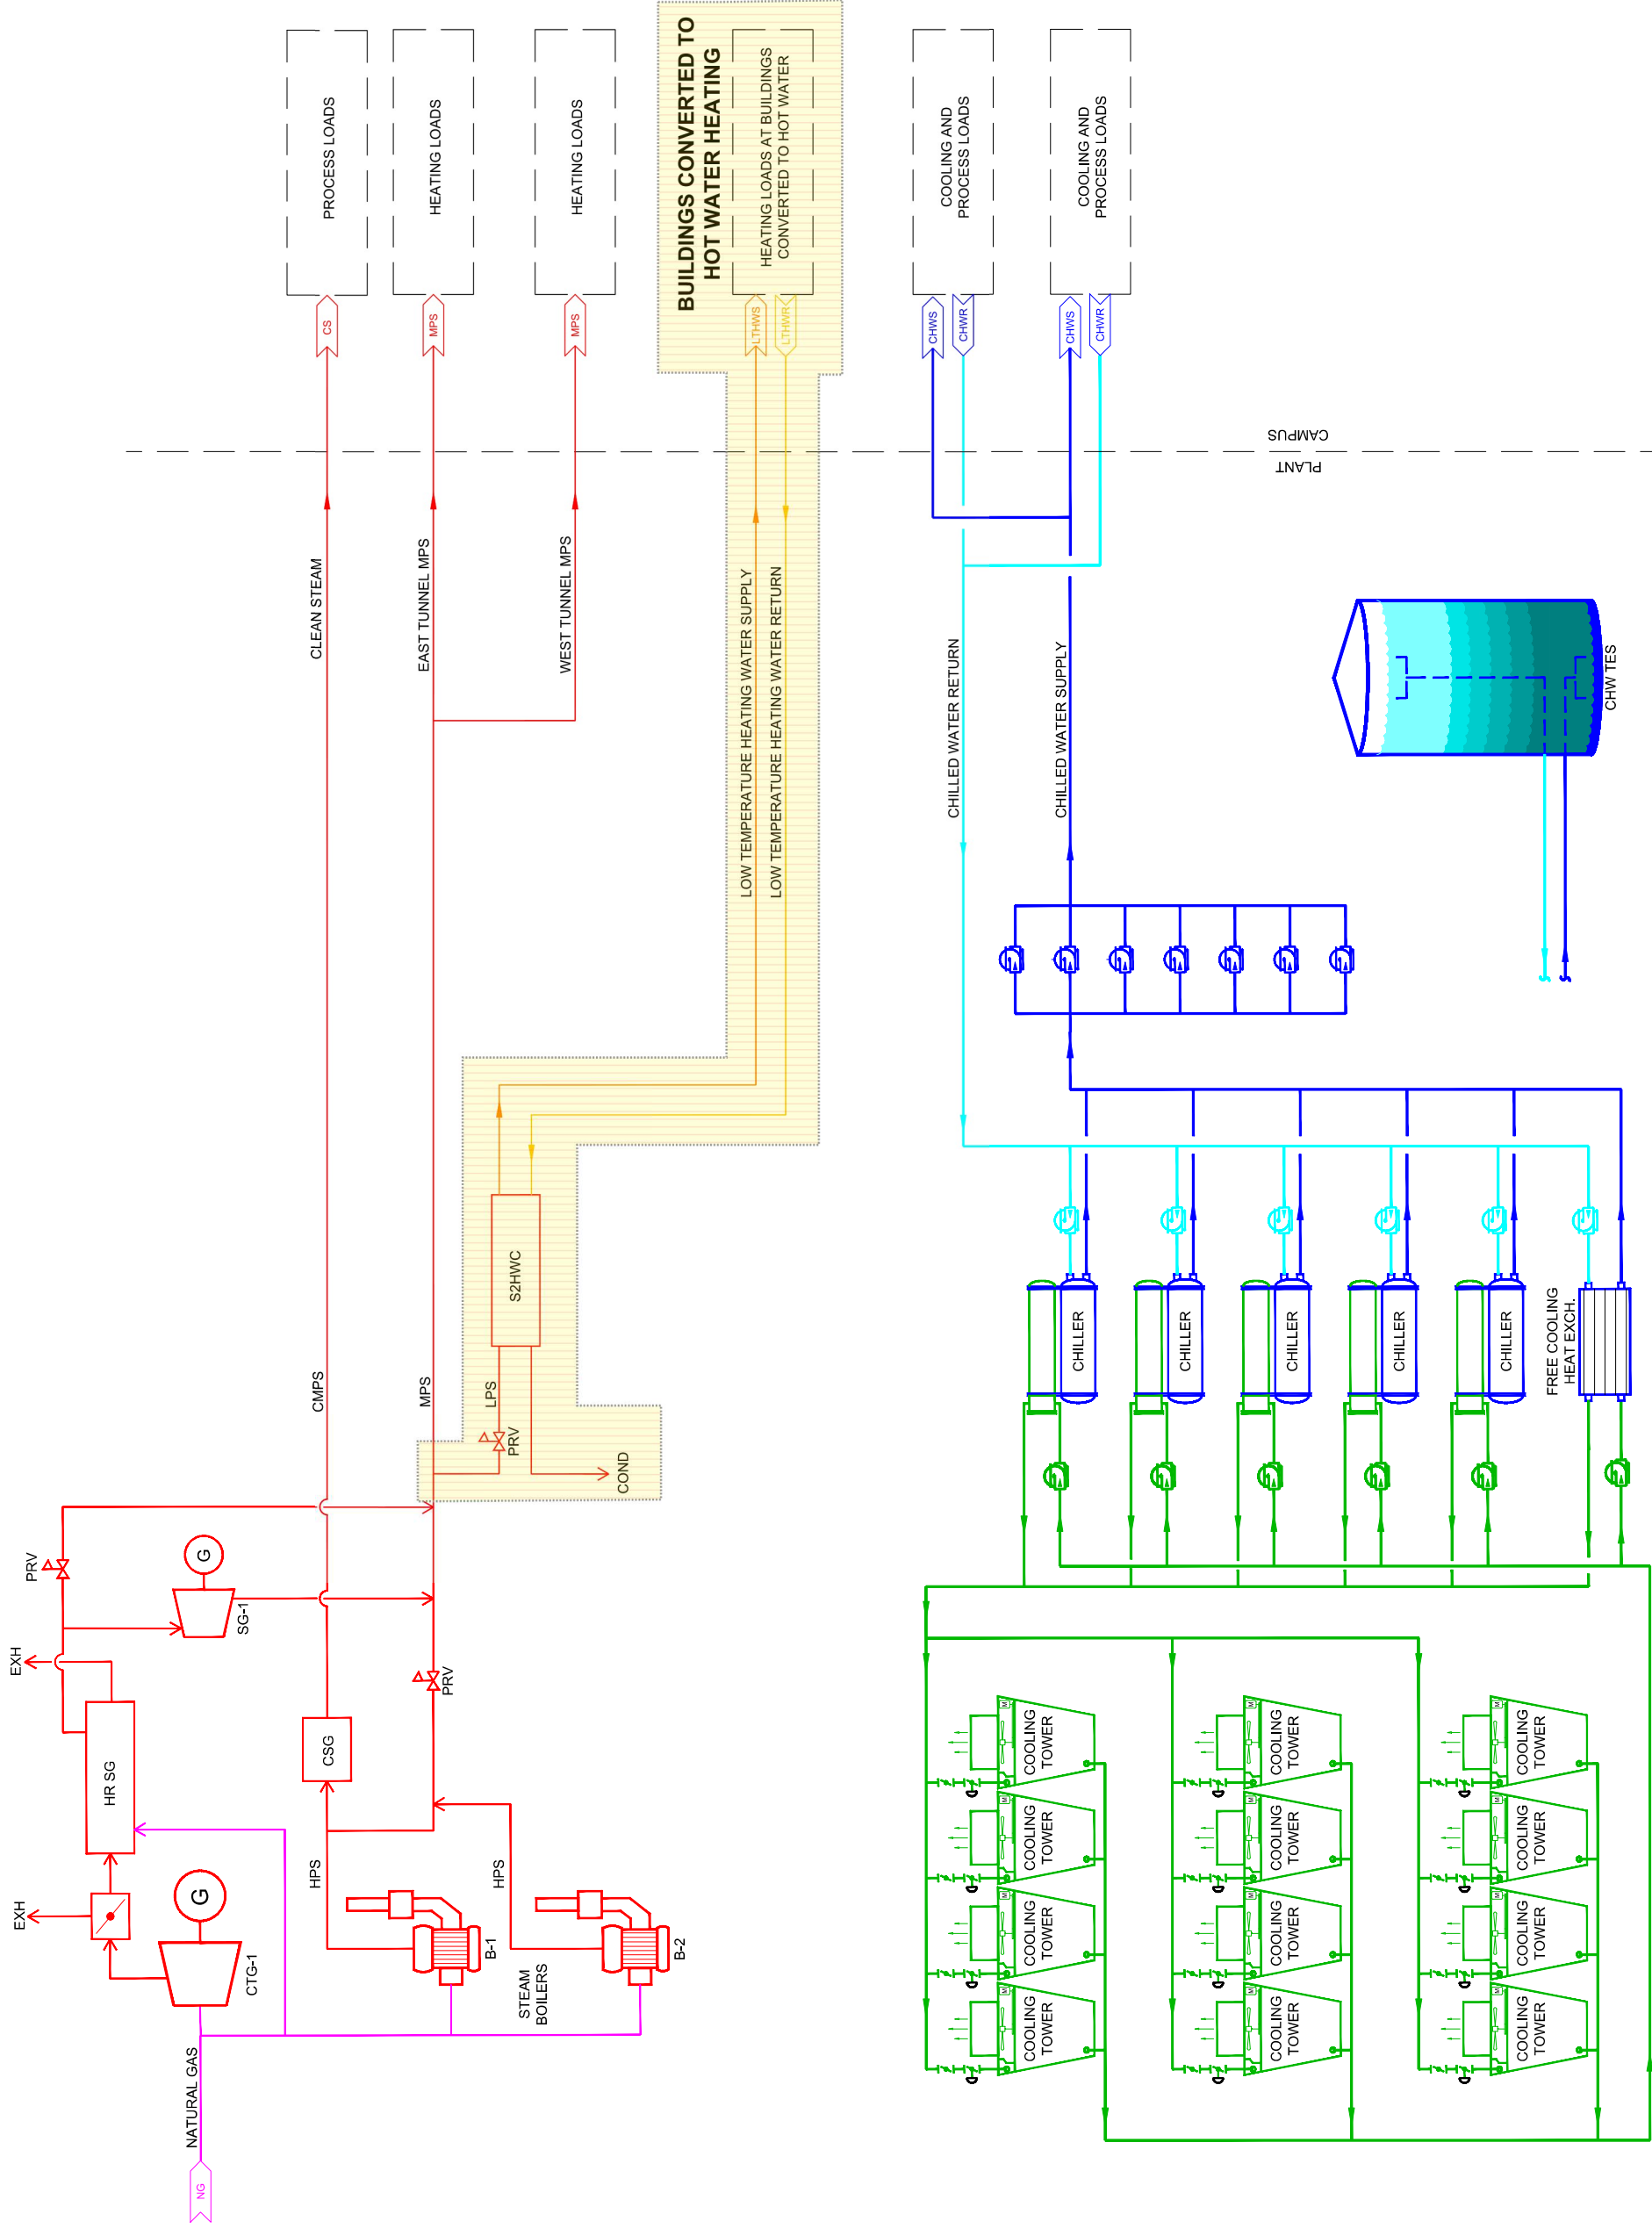 NG
NATURAL GAS
CTG-1
G
EXH
HR SG
EXH
PRV
G
SG-1
HPS
B-1
STEAM
BOILERS
HPS
B-2
CSG
PRV
CMPS
MPS
LPS
PRV
COND
S2HWC
CLEAN STEAM
EAST TUNNEL MPS
WEST TUNNEL MPS
LOW TEMPERATURE HEATING WATER SUPPLY
LOW TEMPERATURE HEATING WATER RETURN
CS
PROCESS LOADS
MPS
HEATING LOADS
MPS
HEATING LOADS
BUILDINGS CONVERTED TO
HOT WATER HEATING
LTHWS
LTHWR
HEATING LOADS AT BUILDINGS
CONVERTED TO HOT WATER
CHWS
CHWR
COOLING AND
PROCESS LOADS
CHWS
CHWR
COOLING AND
PROCESS LOADS
PLANT
CAMPUS
CHILLED WATER RETURN
CHILLED WATER SUPPLY
CHW TES
CHILLER
CHILLER
CHILLER
CHILLER
CHILLER
FREE COOLING
HEAT EXCH.
M
COOLING
TOWER
M
COOLING
TOWER
M
COOLING
TOWER
M
COOLING
TOWER
M
COOLING
TOWER
M
COOLING
TOWER
M
COOLING
TOWER
M
COOLING
TOWER
M
COOLING
TOWER
M
COOLING
TOWER
M
COOLING
TOWER
M
COOLING
TOWER